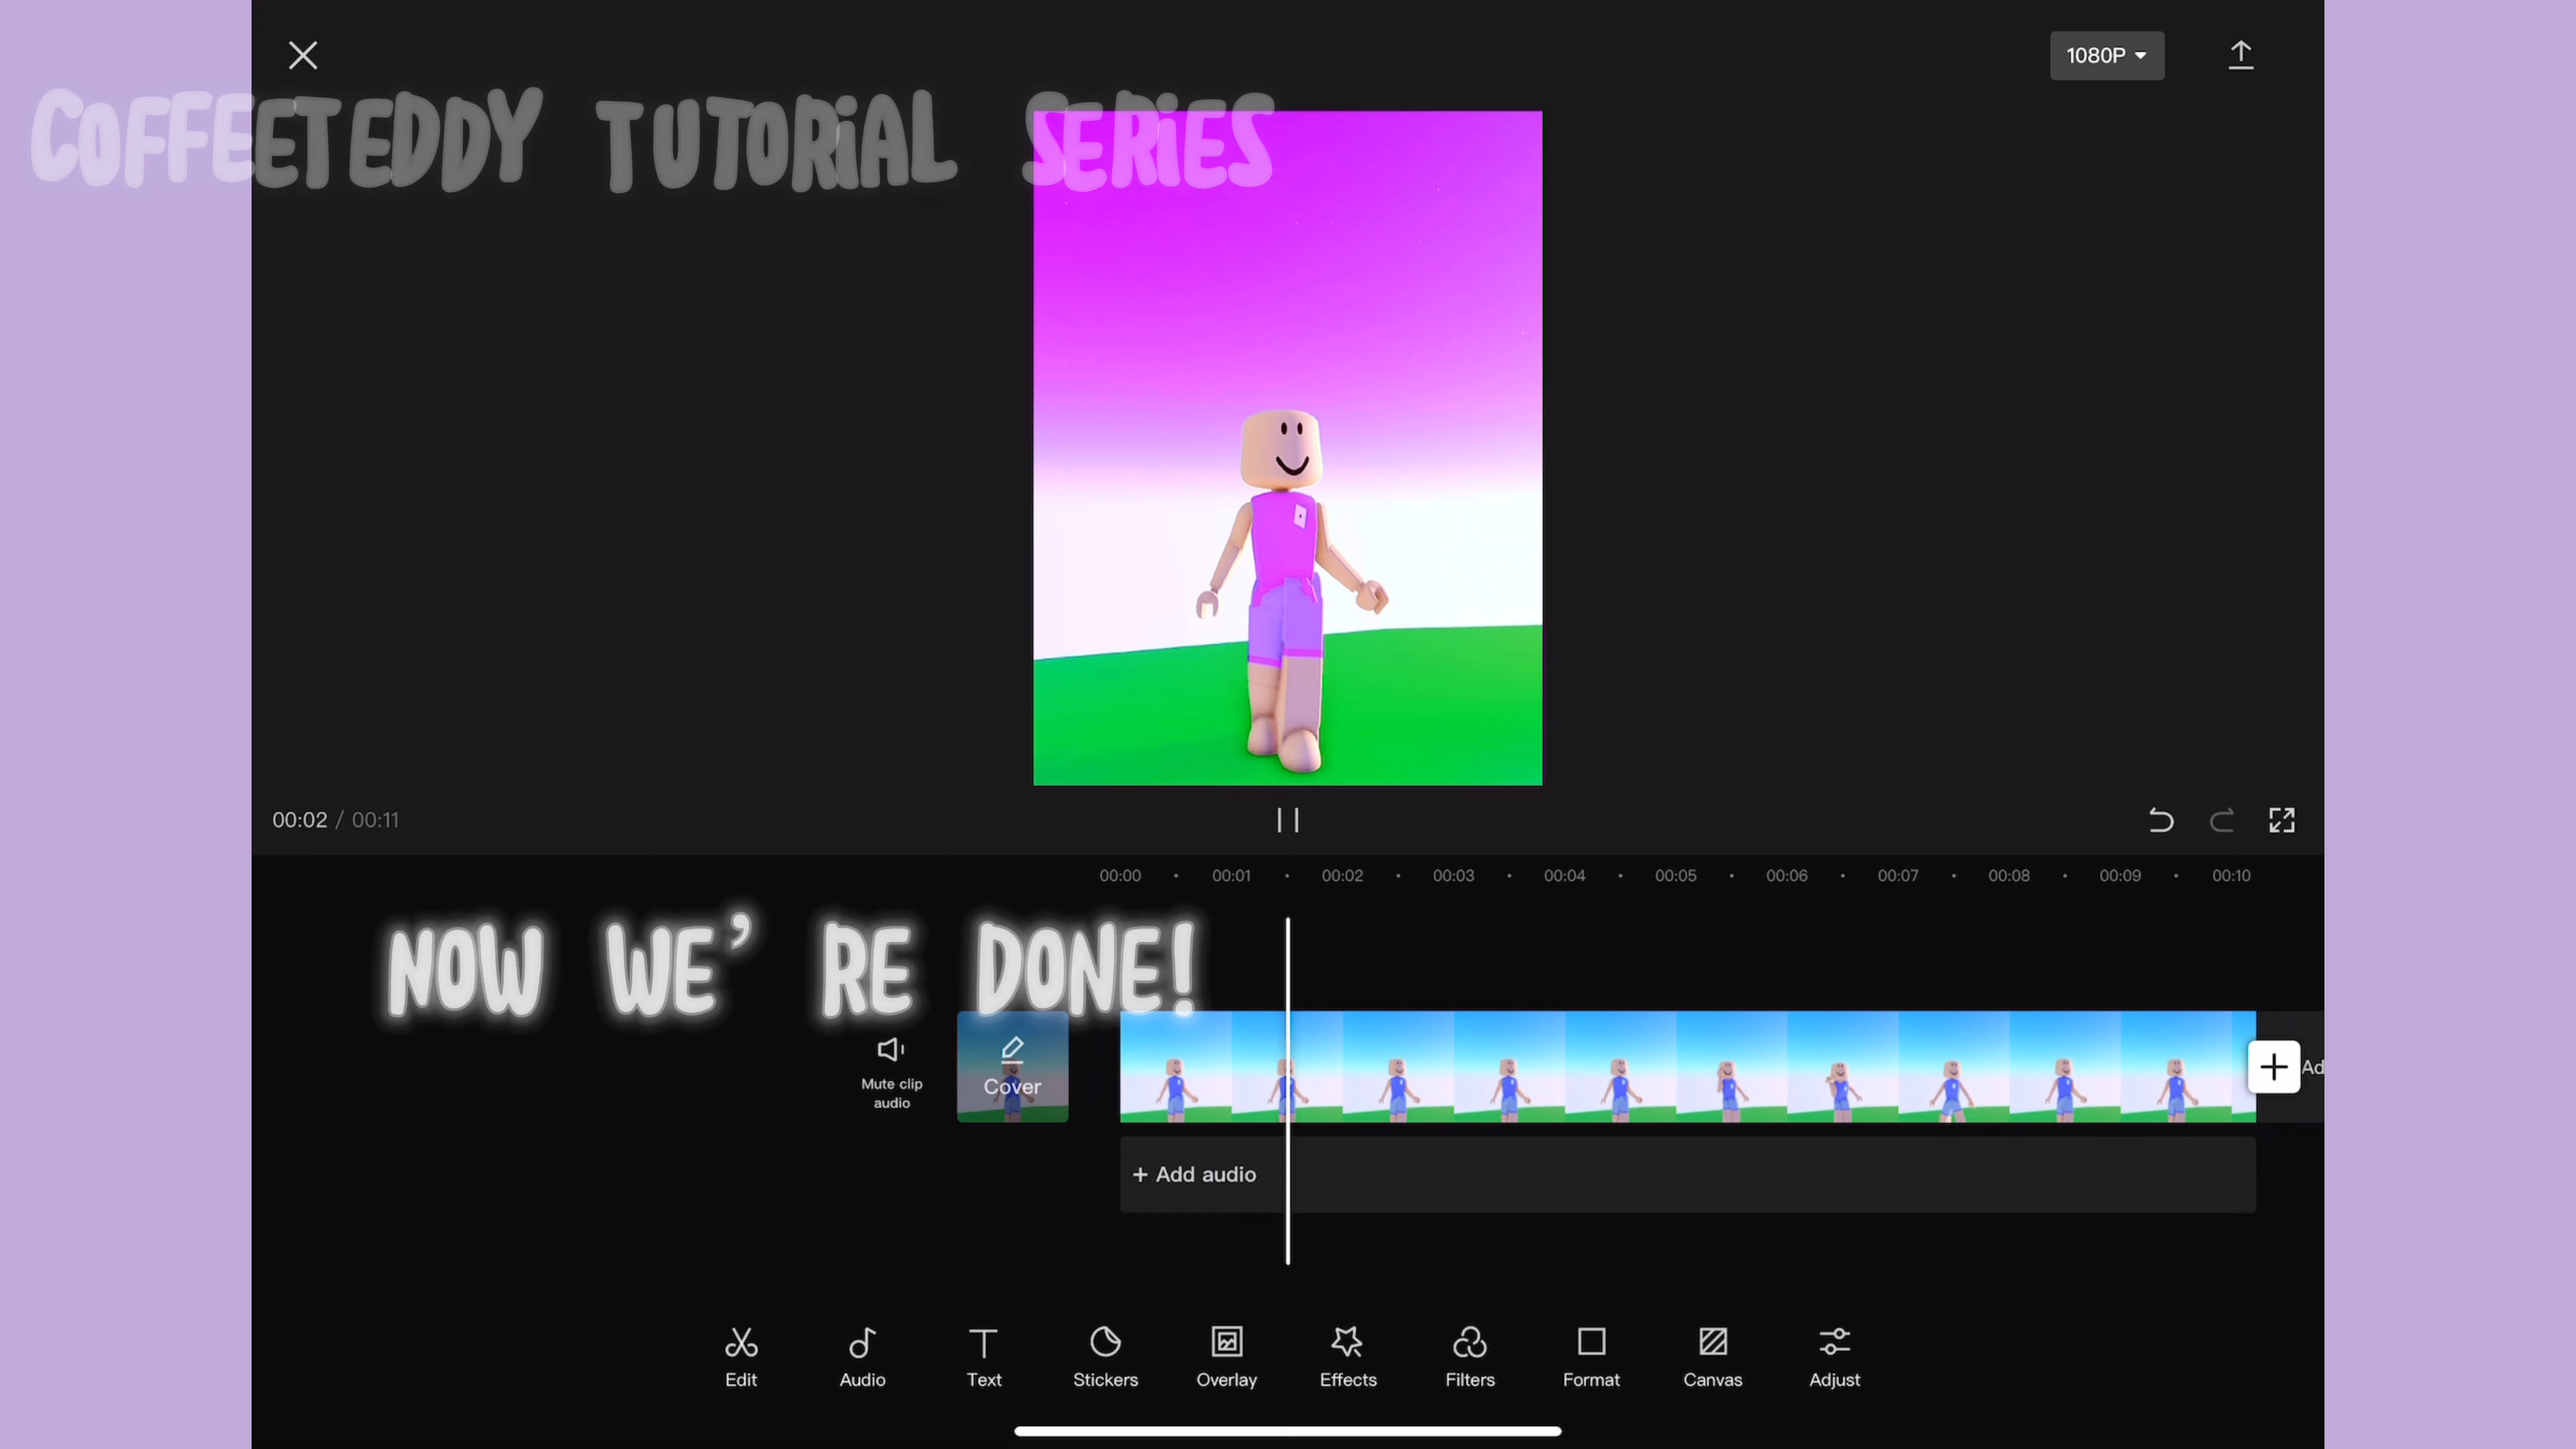 1080P
COFFEETEDDY TUTORIAL SERIES
00:02 / 00:11
00:00 00:01 00:02 00:03 00:04 00:05 00:06 00:07 00:08 00:09 00:10
NOW WE' RE DONE!
Mute clip
audio
Cover
Ad
+ Add audio
Edit Audio Text Stickers Overlay Effects Filters Format Canvas Adjust